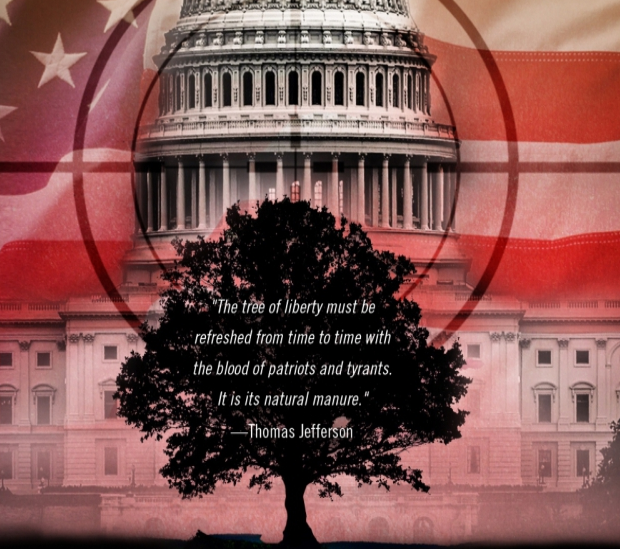 "The tree of liberty must be
refreshed from time to time with
the blood of patriots and tyrants.
It is its natural manure."
—Thomas Jefferson